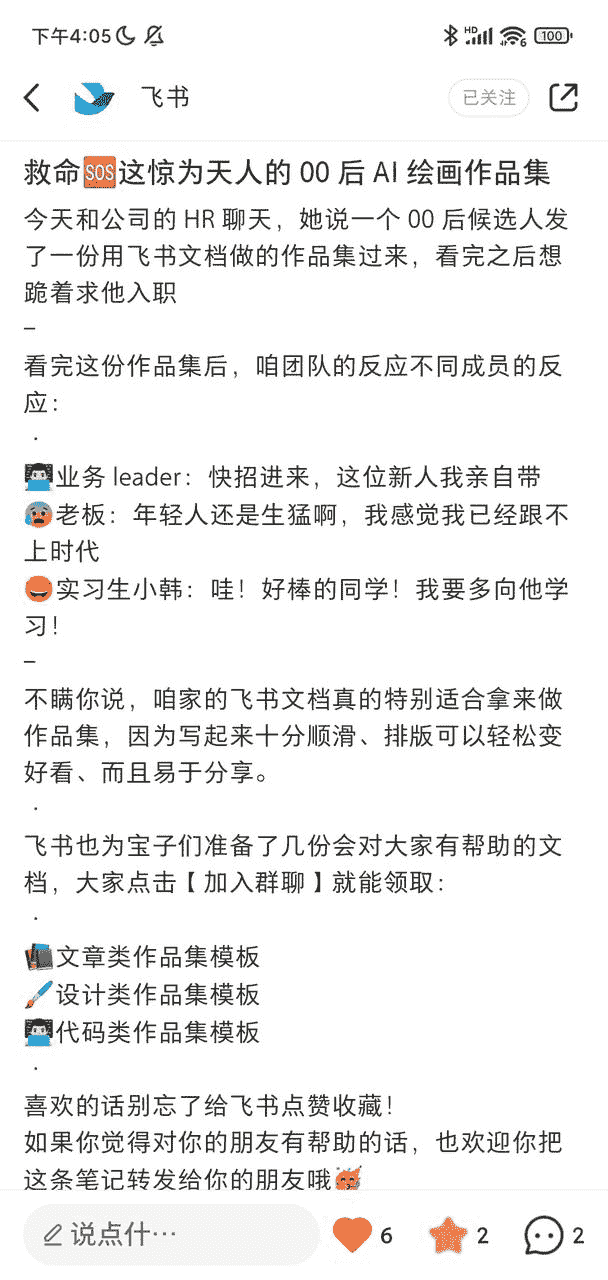 下午4:05
HD
6
100
飞书
已关注
救命SOS这惊为天人的 00 后 AI 绘画作品集
今天和公司的 HR 聊天，她说一个 00 后候选人发
了一份用飞书文档做的作品集过来，看完之后想
跪着求他入职
–
看完这份作品集后，咱团队的反应不同成员的反
应：
·
业务 leader：快招进来，这位新人我亲自带
老板：年轻人还是生猛啊，我感觉我已经跟不
上时代
实习生小韩：哇！好棒的同学！我要多向他学
习！
–
不瞒你说，咱家的飞书文档真的特别适合拿来做
作品集，因为写起来十分顺滑、排版可以轻松变
好看、而且易于分享。
·
飞书也为宝子们准备了几份会对大家有帮助的文
档，大家点击【加入群聊】就能领取：
·
文章类作品集模板
设计类作品集模板
代码类作品集模板
·
喜欢的话别忘了给飞书点赞收藏！
如果你觉得对你的朋友有帮助的话，也欢迎你把
这条笔记转发给你的朋友哦
说点什…
6
2
2